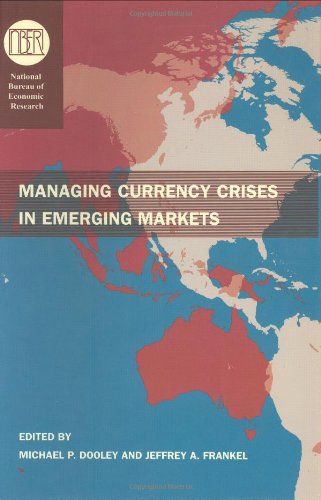 NBER
National
Bureau of
Economic
Research
MANAGING CURRENCY CRISES
IN EMERGING MARKETS
EDITED BY
MICHAEL P. DOOLEY AND JEFFREY A. FRANKEL